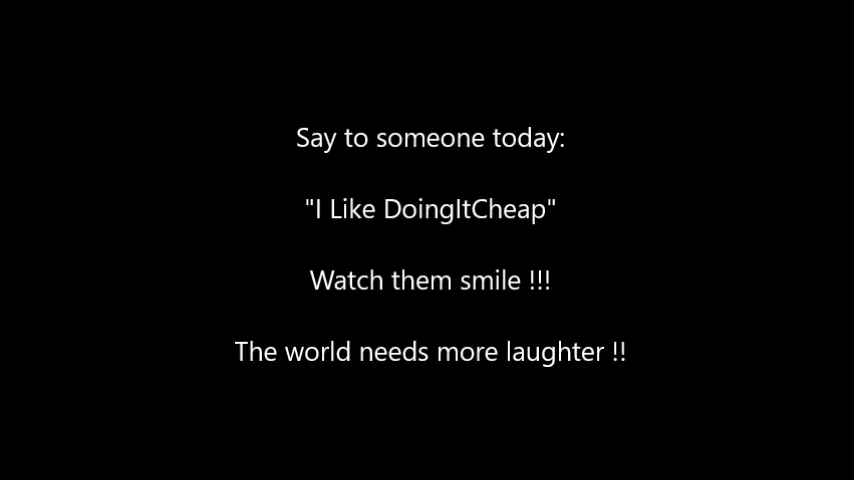 Say to someone today:
"I Like DoingItCheap"
Watch them smile !!!
The world needs more laughter !!